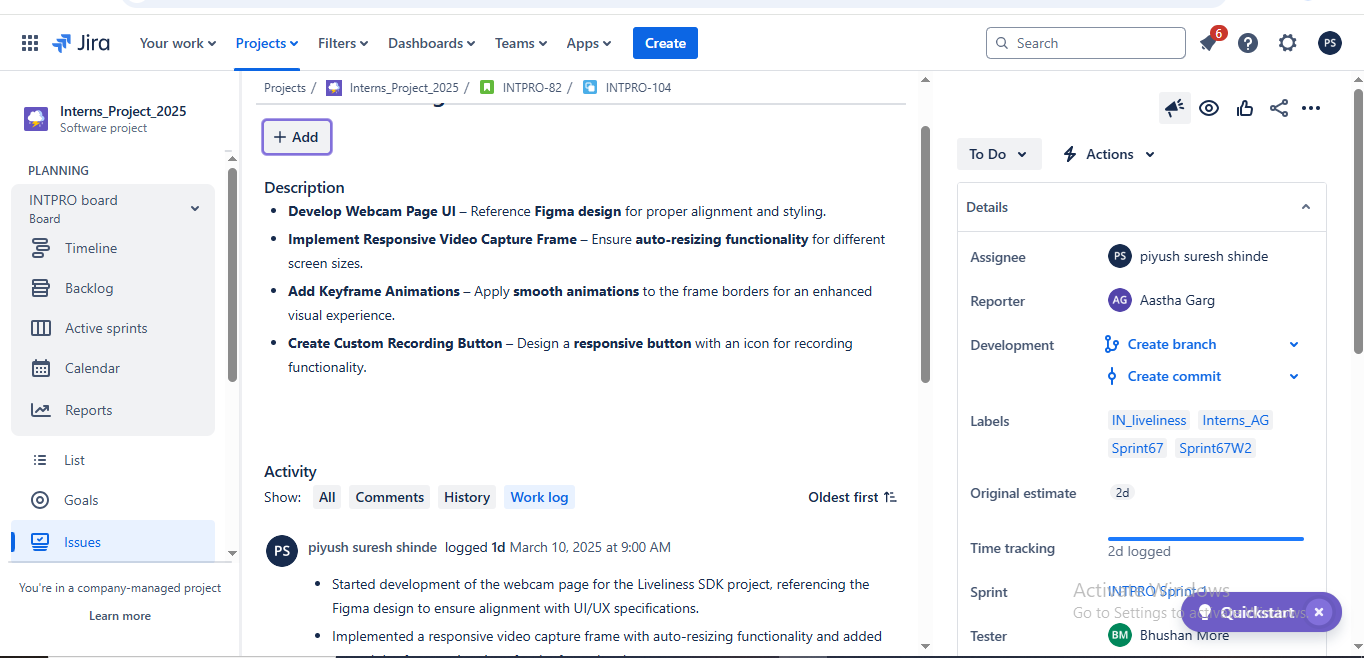 Jira
Your work
Projects
Filters
Dashboards
Teams
Apps
Create
Search
6
PS
Interns_Project_2025
Software project
PLANNING
INTPRO board
Board
Timeline
Backlog
Active sprints
Calendar
Reports
List
Goals
Issues
You're in a company-managed project
Learn more
Projects / Interns_Project_2025 / INTPRO-82 / INTPRO-104
+ Add
Description
• Develop Webcam Page UI – Reference Figma design for proper alignment and styling.
• Implement Responsive Video Capture Frame – Ensure auto-resizing functionality for different
screen sizes.
• Add Keyframe Animations – Apply smooth animations to the frame borders for an enhanced
visual experience.
• Create Custom Recording Button – Design a responsive button with an icon for recording
functionality.
Activity
Show: All Comments History Work log
Oldest first
PS
piyush suresh shinde logged 1d March 10, 2025 at 9:00 AM
• Started development of the webcam page for the Liveliness SDK project, referencing the
Figma design to ensure alignment with UI/UX specifications.
• Implemented a responsive video capture frame with auto-resizing functionality and added
To Do
Actions
Details
Assignee
PS piyush suresh shinde
Reporter
AG Aastha Garg
Development
Create branch
Create commit
Labels
IN_liveliness Interns_AG
Sprint67 Sprint67W2
Original estimate
2d
Time tracking
2d logged
Sprint
INTPRO Sprint
Activate Windows
Go to Settings to activate Windows.
Quickstart
Tester
BM Bhushan More